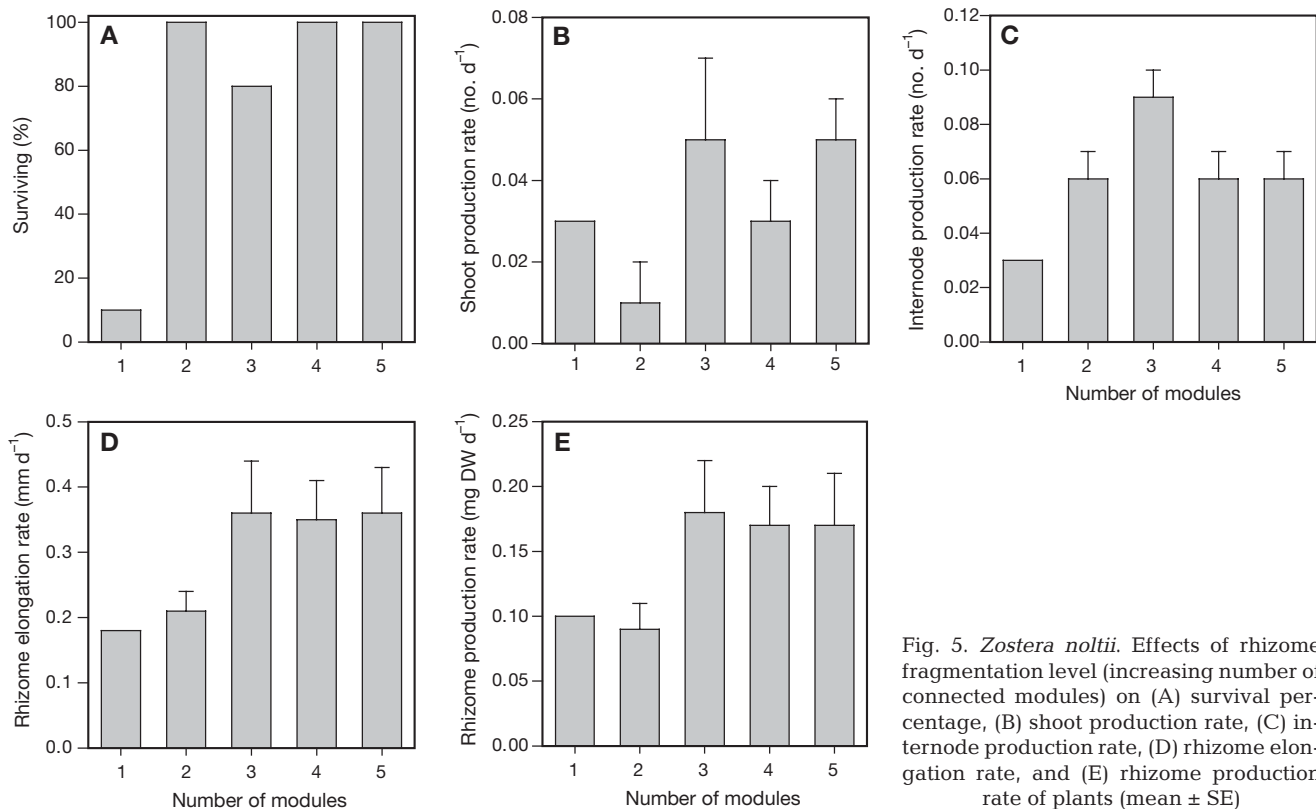 A
Surviving (%)
100
80
60
40
20
0
1 2 3 4 5
B
Shoot production rate (no. d⁻¹)
0.08
0.06
0.04
0.02
0.00
1 2 3 4 5
C
Internode production rate (no. d⁻¹)
0.12
0.10
0.08
0.06
0.04
0.02
0.00
1 2 3 4 5
Number of modules
D
Rhizome elongation rate (mm d⁻¹)
0.5
0.4
0.3
0.2
0.1
0.0
1 2 3 4 5
Number of modules
E
Rhizome production rate (mg DW d⁻¹)
0.25
0.20
0.15
0.10
0.05
0.00
1 2 3 4 5
Number of modules
Fig. 5. Zostera noltii. Effects of rhizome
fragmentation level (increasing number of
connected modules) on (A) survival per-
centage, (B) shoot production rate, (C) in-
ternode production rate, (D) rhizome elon-
gation rate, and (E) rhizome production
rate of plants (mean ± SE)